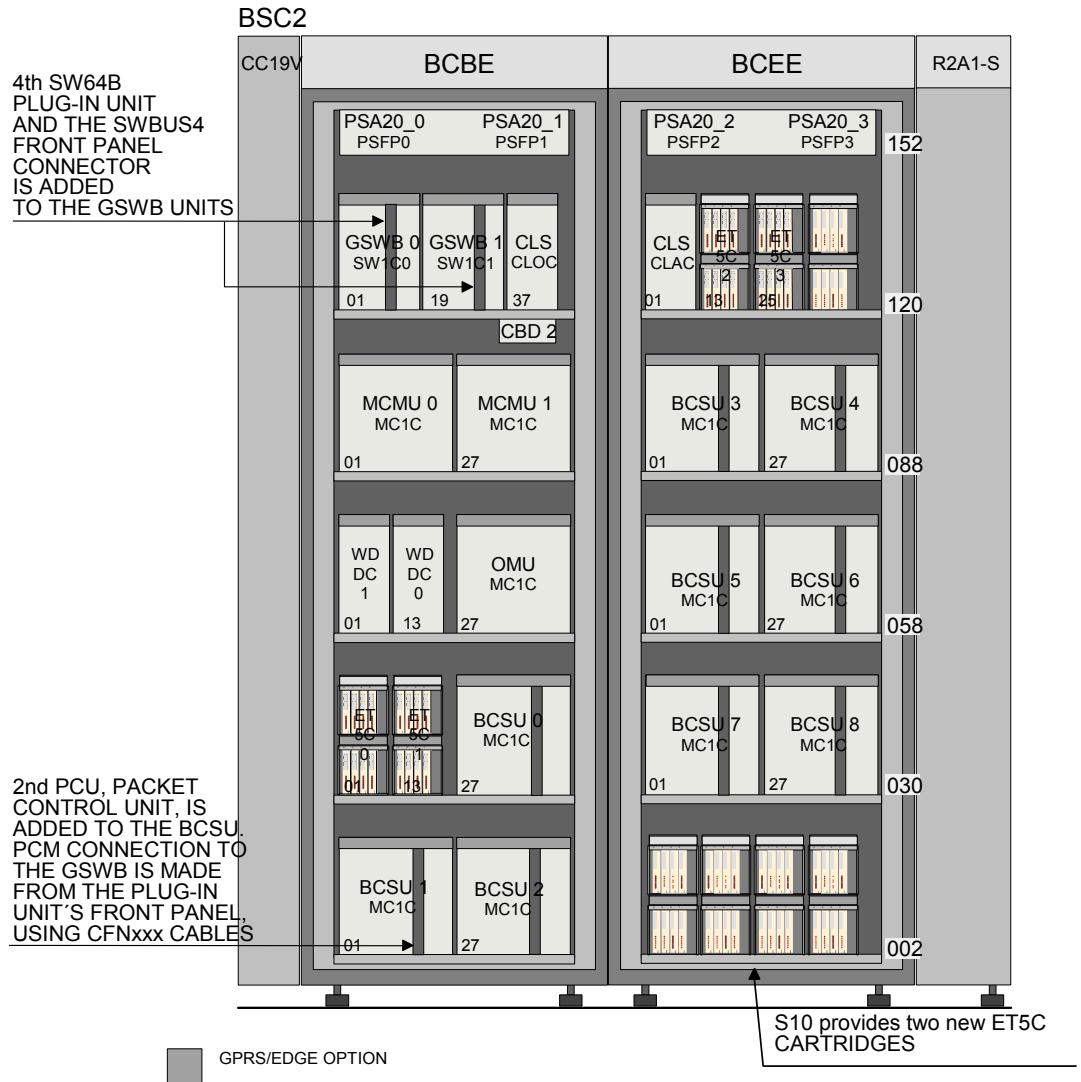 BSC2
CC19V
BCBE
BCEE
R2A1-S
4th SW64B
PLUG-IN UNIT
AND THE SWBUS4
FRONT PANEL
CONNECTOR
IS ADDED
TO THE GSWB UNITS
PSA20_0 PSA20_1
PSFP0 PSFP1
PSA20_2 PSA20_3
PSFP2 PSFP3
152
GSWB 0
SW1C0
01
GSWB 1
SW1C1
19
CLS
CLOC
37
CLS
CLAC
01
ET
5C
2
13
ET
5C
3
25
120
CBD 2
MCMU 0
MC1C
01
MCMU 1
MC1C
27
BCSU 3
MC1C
01
BCSU 4
MC1C
27
088
WD
DC
1
01
WD
DC
0
13
OMU
MC1C
27
BCSU 5
MC1C
01
BCSU 6
MC1C
27
058
ET
5C
0
01
ET
5C
1
13
BCSU 0
MC1C
27
BCSU 7
MC1C
01
BCSU 8
MC1C
27
030
2nd PCU, PACKET
CONTROL UNIT, IS
ADDED TO THE BCSU.
PCM CONNECTION TO
THE GSWB IS MADE
FROM THE PLUG-IN
UNIT´S FRONT PANEL,
USING CFNxxx CABLES
BCSU 1
MC1C
01
BCSU 2
MC1C
27
002
S10 provides two new ET5C
CARTRIDGES
GPRS/EDGE OPTION